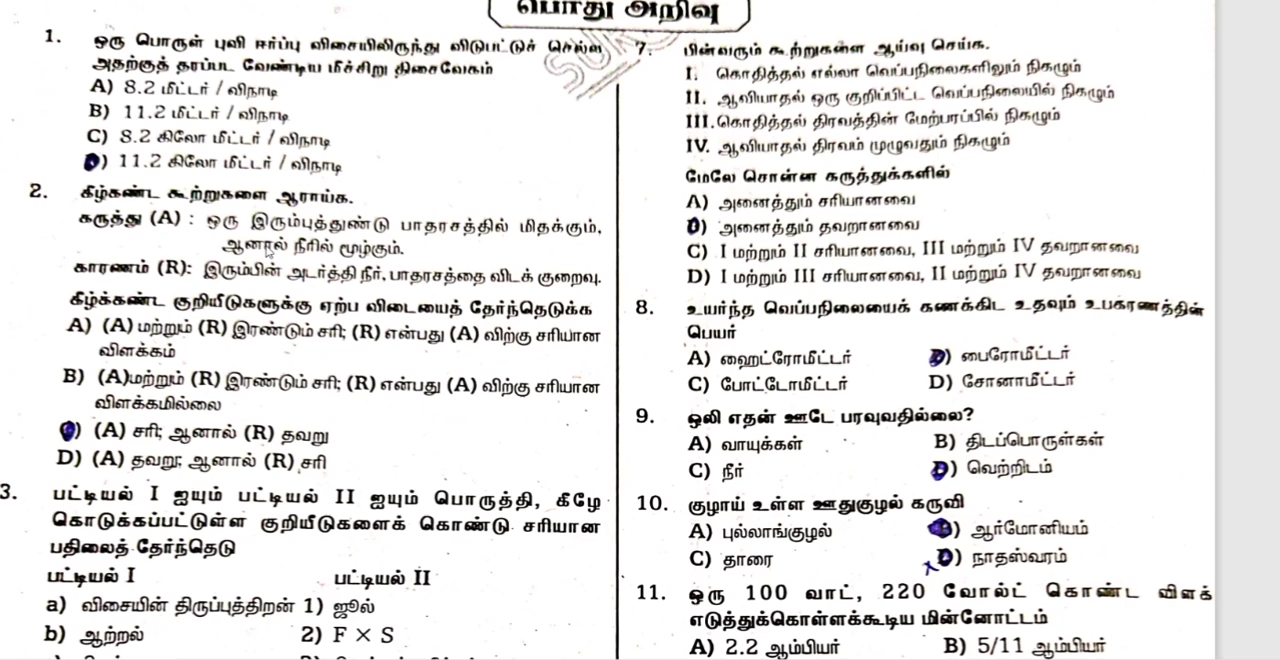 பொது அறிவு
1. ஒரு பொருள் புவி ஈர்ப்பு விசையிலிருந்து விடுபட்டுச் செல்ல
அதற்குத் தரப்பட வேண்டிய மீச்சிறு திசைவேகம்
A) 8.2 மீட்டர் / விநாடி
B) 11.2 மீட்டர் / விநாடி
C) 8.2 கிலோ மீட்டர் / விநாடி
D) 11.2 கிலோ மீட்டர் / விநாடி
2. கீழ்கண்ட கூற்றுகளை ஆராய்க.
கருத்து (A) : ஒரு இரும்புத்துண்டு பாதரசத்தில் மிதக்கும்,
ஆனால் நீரில் மூழ்கும்.
காரணம் (R): இரும்பின் அடர்த்தி நீர், பாதரசத்தை விடக் குறைவு.
கீழ்க்கண்ட குறியீடுகளுக்கு ஏற்ப விடையைத் தேர்ந்தெடுக்க
A) (A) மற்றும் (R) இரண்டும் சரி; (R) என்பது (A) விற்கு சரியான
விளக்கம்
B) (A)மற்றும் (R) இரண்டும் சரி; (R) என்பது (A) விற்கு சரியான
விளக்கமில்லை
(A) சரி; ஆனால் (R) தவறு
D) (A) தவறு; ஆனால் (R) சரி
3. பட்டியல் I ஐயும் பட்டியல் II ஐயும் பொருத்தி, கீழே
கொடுக்கப்பட்டுள்ள குறியீடுகளைக் கொண்டு சரியான
பதிலைத் தேர்ந்தெடு
பட்டியல் I பட்டியல் II
a) விசையின் திருப்புத்திறன் 1) ஜூல்
b) ஆற்றல் 2) F × S
7. பின்வரும் கூற்றுகளை ஆய்வு செய்க.
I. கொதித்தல் எல்லா வெப்பநிலைகளிலும் நிகழும்
II. ஆவியாதல் ஒரு குறிப்பிட்ட வெப்பநிலையில் நிகழும்
III. கொதித்தல் திரவத்தின் மேற்பரப்பில் நிகழும்
IV. ஆவியாதல் திரவம் முழுவதும் நிகழும்
மேலே சொன்ன கருத்துக்களில்
A) அனைத்தும் சரியானவை
அனைத்தும் தவறானவை
C) I மற்றும் II சரியானவை, III மற்றும் IV தவறானவை
D) I மற்றும் III சரியானவை, II மற்றும் IV தவறானவை
8. உயர்ந்த வெப்பநிலையைக் கணக்கிட உதவும் உபகரணத்தின்
பெயர்
A) ஹைட்ரோமீட்டர் பைரோமீட்டர்
C) போட்டோமீட்டர் D) சோனாமீட்டர்
9. ஒலி எதன் ஊடே பரவுவதில்லை?
A) வாயுக்கள் B) திடப்பொருள்கள்
C) நீர் D) வெற்றிடம்
10. குழாய் உள்ள ஊதுகுழல் கருவி
A) புல்லாங்குழல் ஆர்மோனியம்
C) தாரை D) நாதஸ்வரம்
11. ஒரு 100 வாட், 220 வோல்ட் கொண்ட விளக்
எடுத்துக்கொள்ளக்கூடிய மின்னோட்டம்
A) 2.2 ஆம்பியர் B) 5/11 ஆம்பியர்